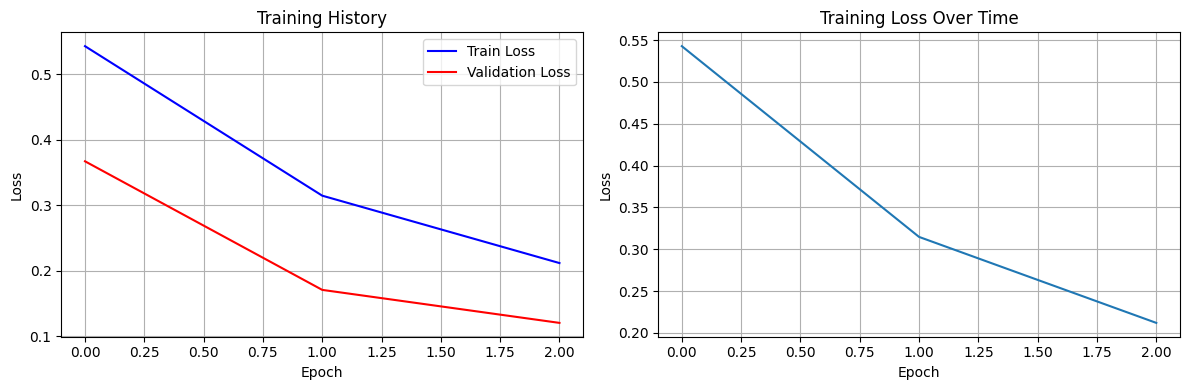 Training History
Train Loss
Validation Loss
0.5
0.4
0.3
0.2
0.1
Loss
0.00 0.25 0.50 0.75 1.00 1.25 1.50 1.75 2.00
Epoch
Training Loss Over Time
0.55
0.50
0.45
0.40
0.35
0.30
0.25
0.20
Loss
0.00 0.25 0.50 0.75 1.00 1.25 1.50 1.75 2.00
Epoch